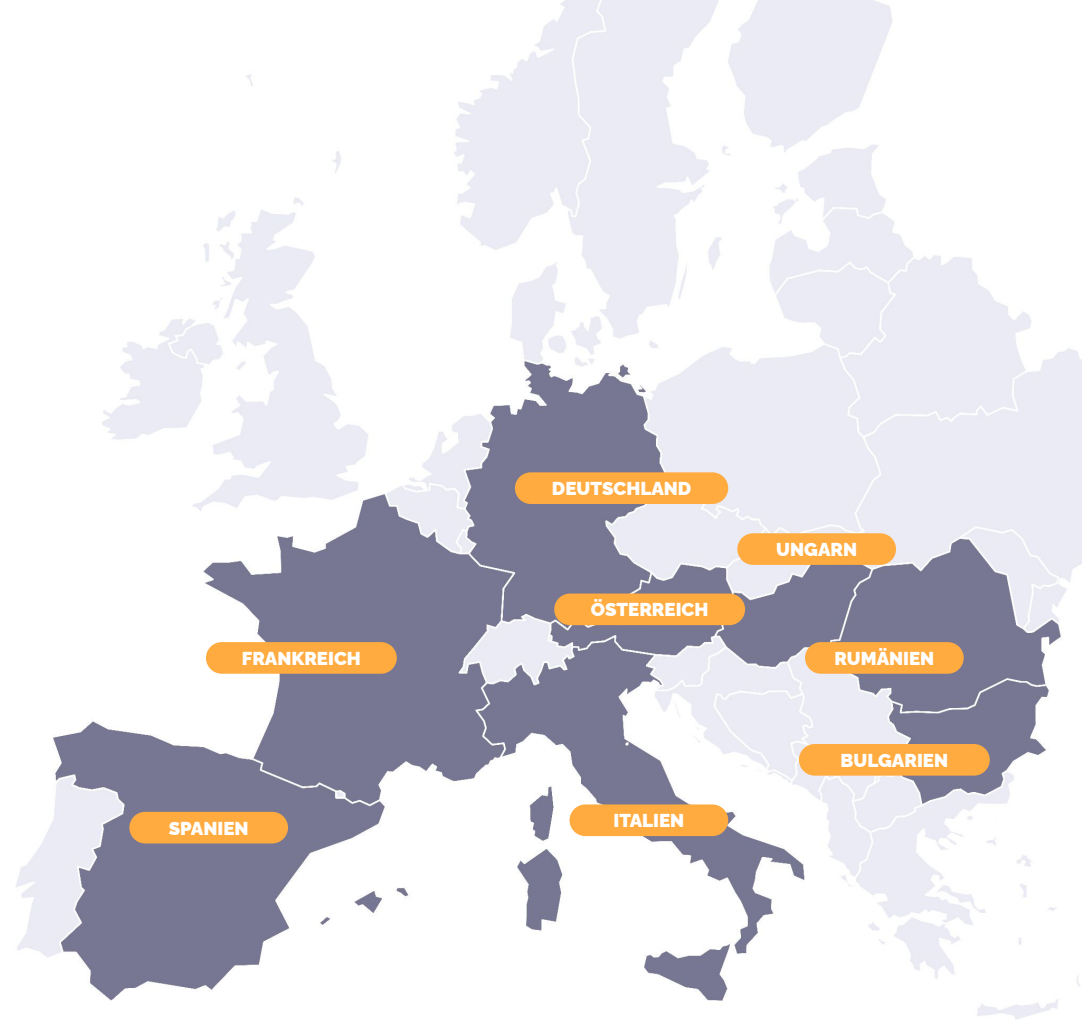 DEUTSCHLAND
UNGARN
ÖSTERREICH
FRANKREICH
RUMÄNIEN
BULGARIEN
ITALIEN
SPANIEN